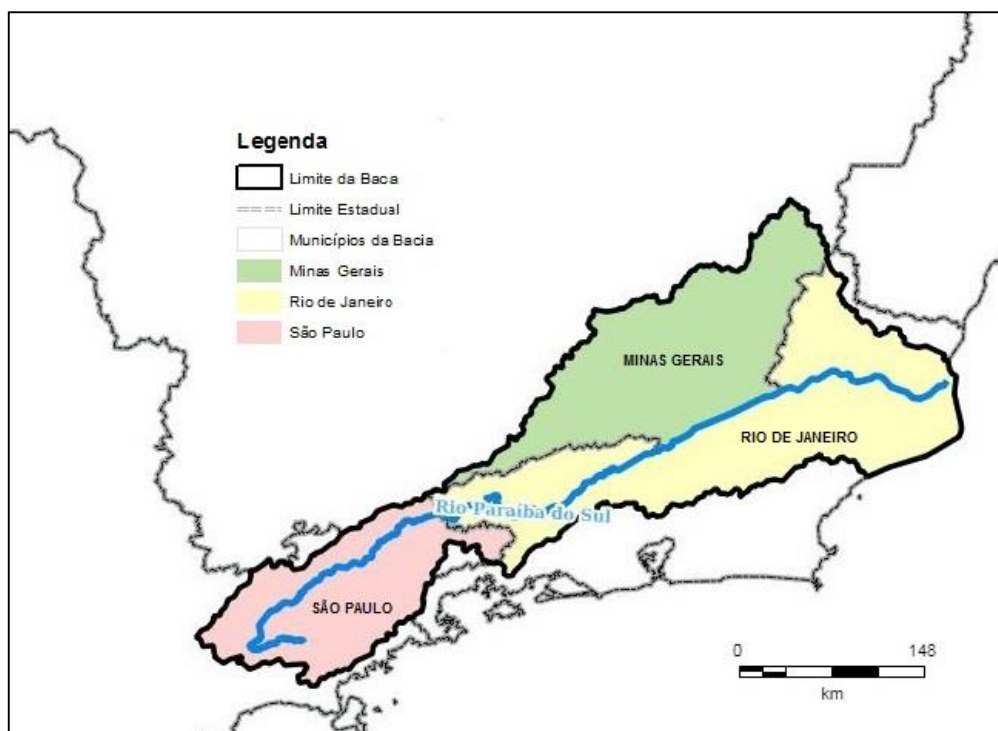 Legenda
Limite da Baca
Limite Estadual
Municípios da Bacia
Minas Gerais
Rio de Janeiro
São Paulo
MINAS GERAIS
RIO DE JANEIRO
Rio Paraíba do Sul
SÃO PAULO
0 148
km